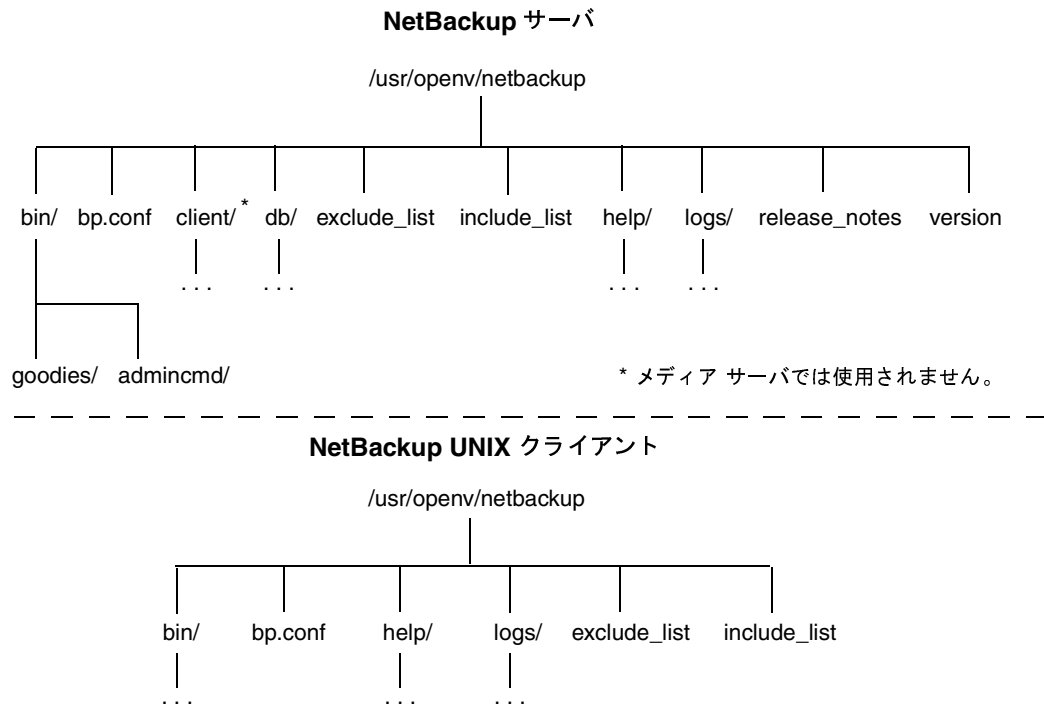 NetBackup サーバ
/usr/openv/netbackup
bin/ bp.conf client/ * db/ exclude_list include_list help/ logs/ release_notes version
... ... ... ...
goodies/ admincmd/
* メディア サーバでは使用されません。
NetBackup UNIX クライアント
/usr/openv/netbackup
bin/ bp.conf help/ logs/ exclude_list include_list
... ... ...